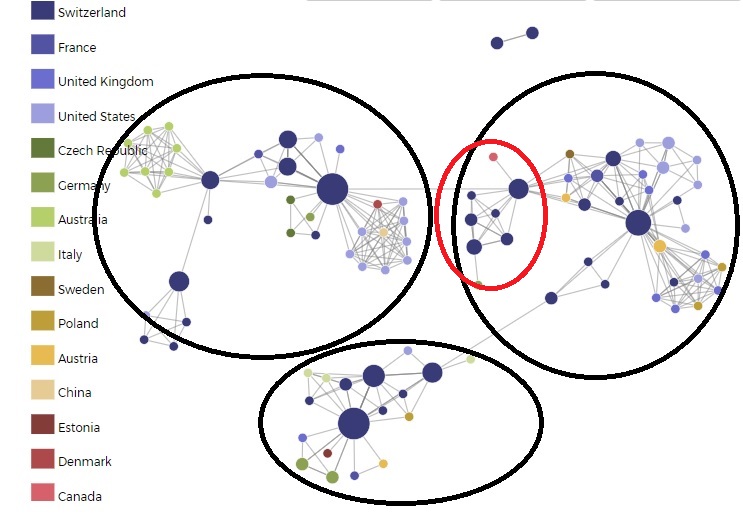 Switzerland
France
United Kingdom
United States
Czech Republic
Germany
Australia
Italy
Sweden
Poland
Austria
China
Estonia
Denmark
Canada